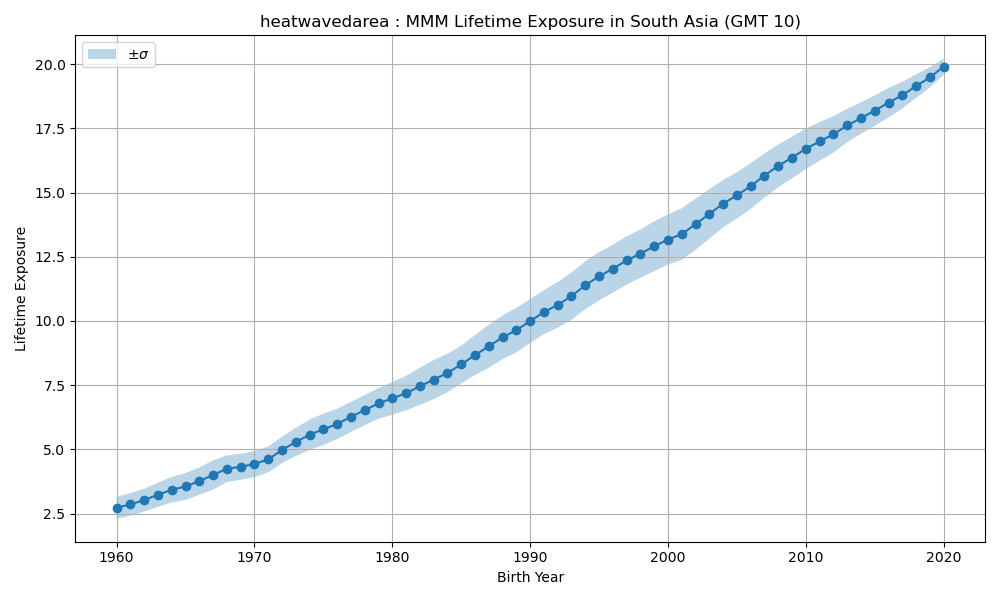 heatwavedarea : MMM Lifetime Exposure in South Asia (GMT 10)
±σ
Lifetime Exposure
20.0
17.5
15.0
12.5
10.0
7.5
5.0
2.5
1960 1970 1980 1990 2000 2010 2020
Birth Year